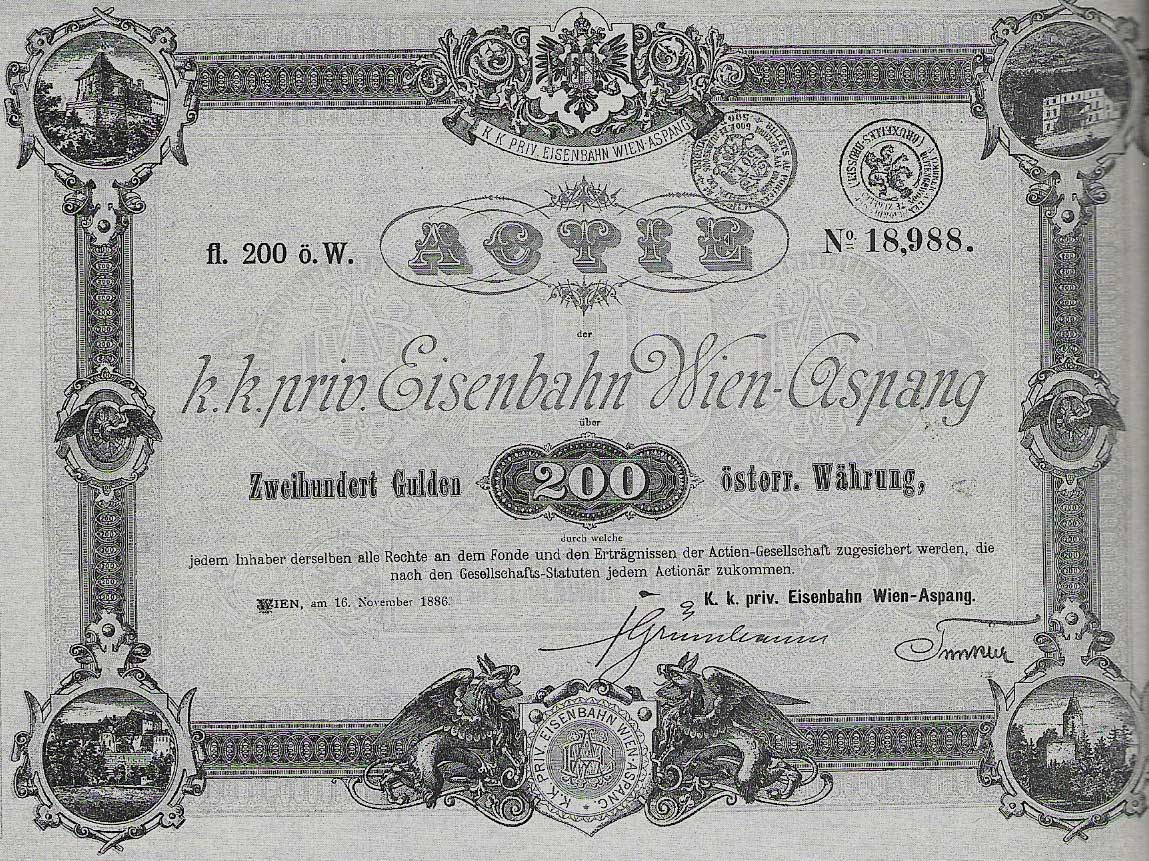 K. K. PRIV. EISENBAHN WIEN-ASPANG
fl. 200 ö. W.
ACTIE
No. 18,988.
der
k. k. priv. Eisenbahn Wien-Aspang
über
Zweihundert Gulden 200 österr. Währung,
durch welche
jedem Inhaber derselben alle Rechte an dem Fonde und den Erträgnissen der Actien-Gesellschaft zugesichert werden, die
nach den Gesellschafts-Statuten jedem Actionär zukommen.
WIEN, am 16. November 1886.
K. k. priv. Eisenbahn Wien-Aspang.
K. K. PRIV. EISENBAHN WIEN-ASPANG.